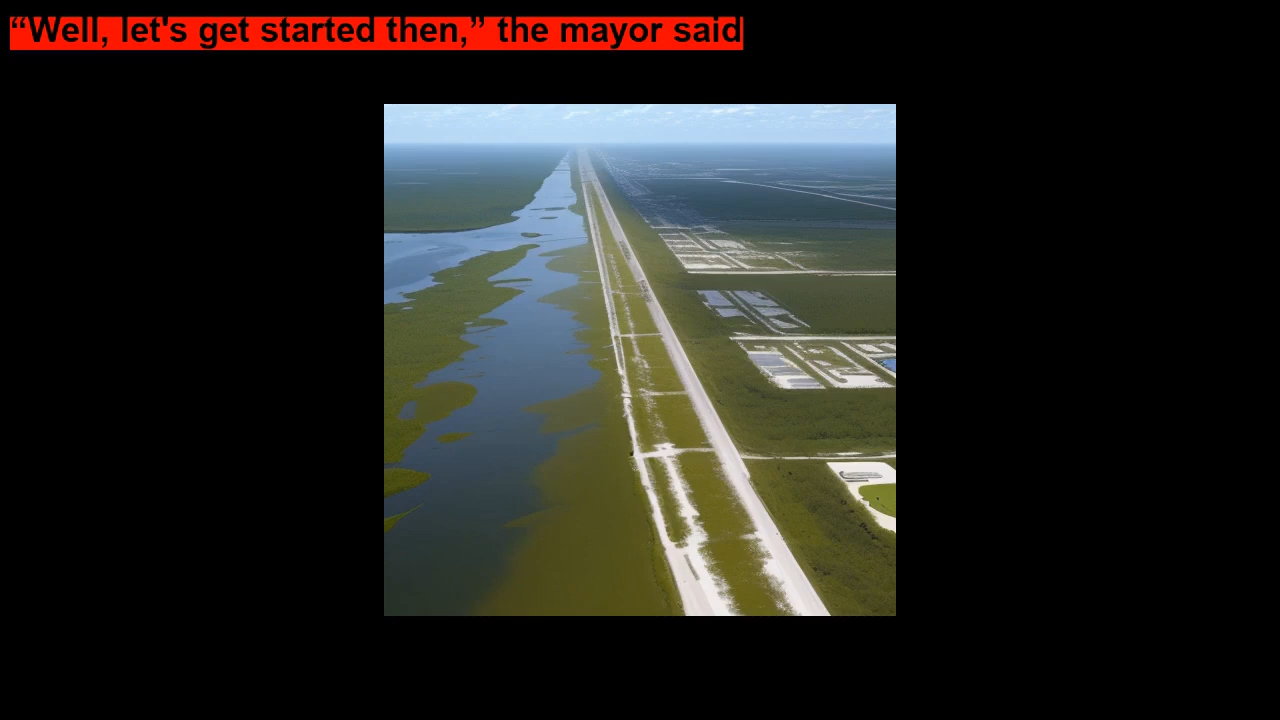 “Well, let's get started then,” the mayor said